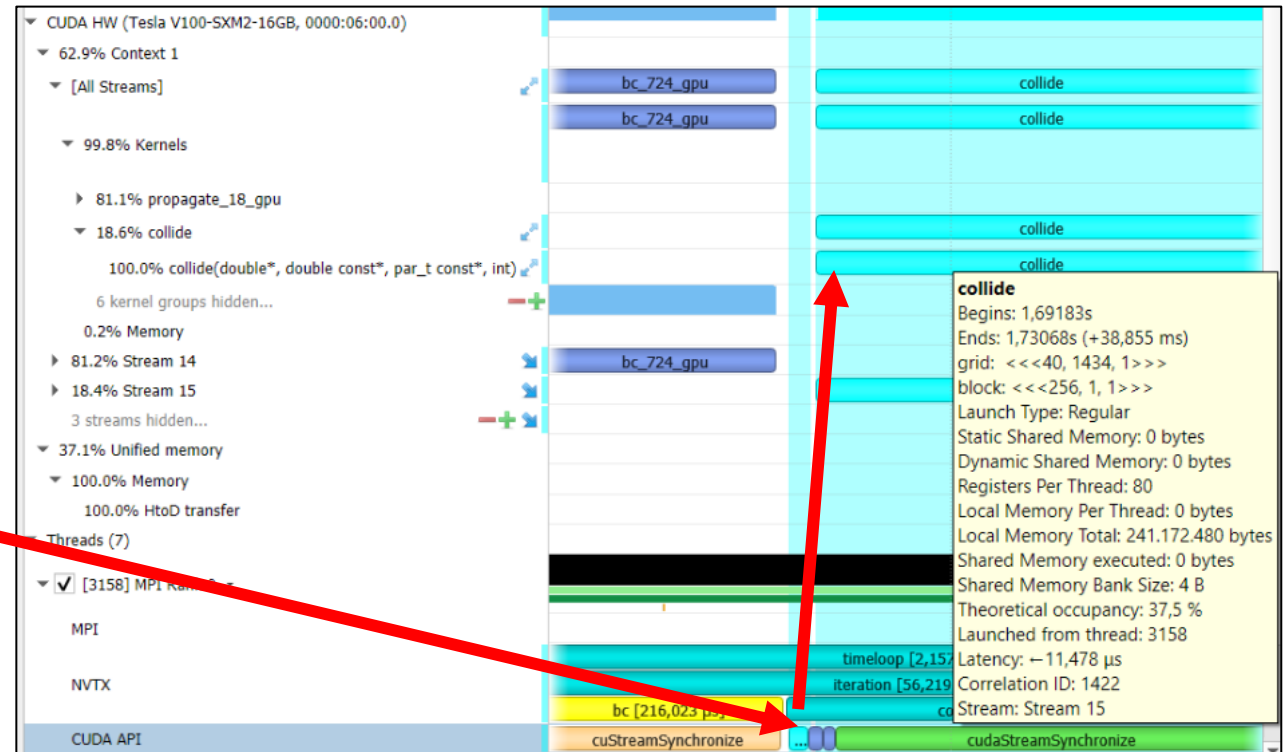 CUDA HW (Tesla V100-SXM2-16GB, 0000:06:00.0)
62.9% Context 1
[All Streams]
bc_724_gpu
collide
bc_724_gpu
collide
99.8% Kernels
81.1% propagate_18_gpu
18.6% collide
collide
100.0% collide(double*, double const*, par_t const*, int)
collide
6 kernel groups hidden...
0.2% Memory
81.2% Stream 14
bc_724_gpu
18.4% Stream 15
3 streams hidden...
37.1% Unified memory
100.0% Memory
100.0% HtoD transfer
Threads (7)
[3158] MPI
MPI
NVTX
timeloop [2,157
iteration [56,219
bc [216,023 µs]
co
CUDA API
cuStreamSynchronize
...
cudaStreamSynchronize
collide
Begins: 1,69183s
Ends: 1,73068s (+38,855 ms)
grid: <<<40, 1434, 1>>>
block: <<<256, 1, 1>>>
Launch Type: Regular
Static Shared Memory: 0 bytes
Dynamic Shared Memory: 0 bytes
Registers Per Thread: 80
Local Memory Per Thread: 0 bytes
Local Memory Total: 241.172.480 bytes
Shared Memory executed: 0 bytes
Shared Memory Bank Size: 4 B
Theoretical occupancy: 37,5 %
Launched from thread: 3158
Latency: ←11,478 µs
Correlation ID: 1422
Stream: Stream 15